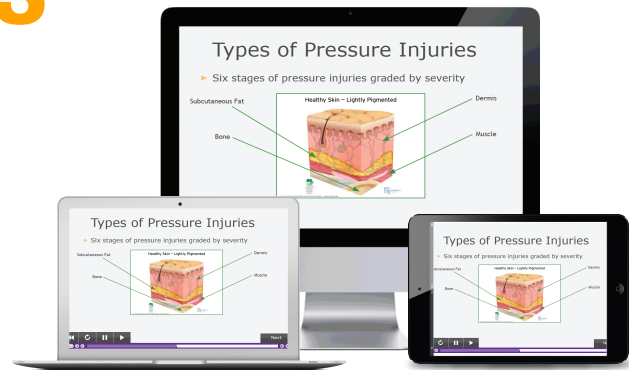 3
Types of Pressure Injuries
Six stages of pressure injuries graded by severity
Healthy Skin – Lightly Pigmented
Subcutaneous Fat
Dermis
Bone
Muscle
Types of Pressure Injuries
Six stages of pressure injuries graded by severity
Healthy Skin – Lightly Pigmented
Subcutaneous Fat
Dermis
Bone
Muscle
Next
Types of Pressure Injuries
Six stages of pressure injuries graded by severity
Healthy Skin – Lightly Pigmented
bcutaneous Fat
Dermis
Bone
Muscle